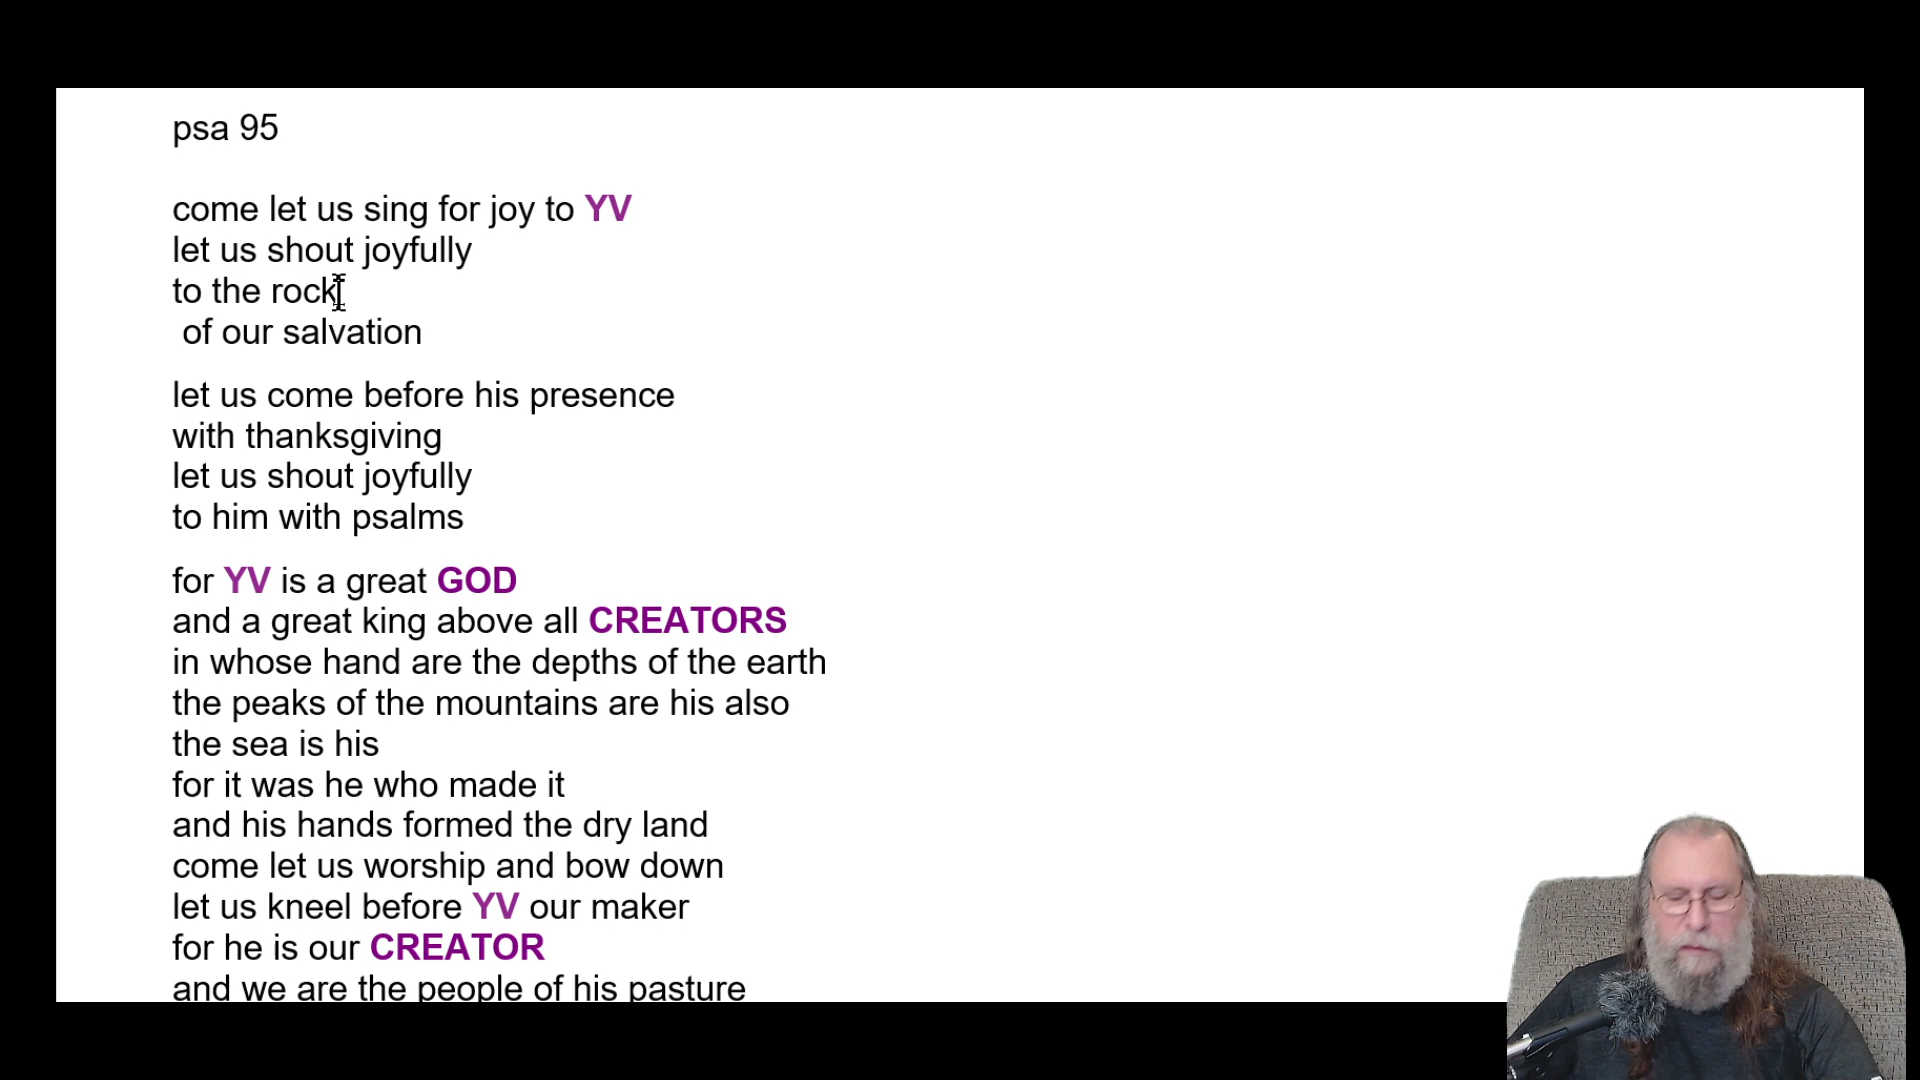 psa 95
come let us sing for joy to YV
let us shout joyfully
to the rock
of our salvation
let us come before his presence
with thanksgiving
let us shout joyfully
to him with psalms
for YV is a great GOD
and a great king above all CREATORS
in whose hand are the depths of the earth
the peaks of the mountains are his also
the sea is his
for it was he who made it
and his hands formed the dry land
come let us worship and bow down
let us kneel before YV our maker
for he is our CREATOR
and we are the people of his pasture